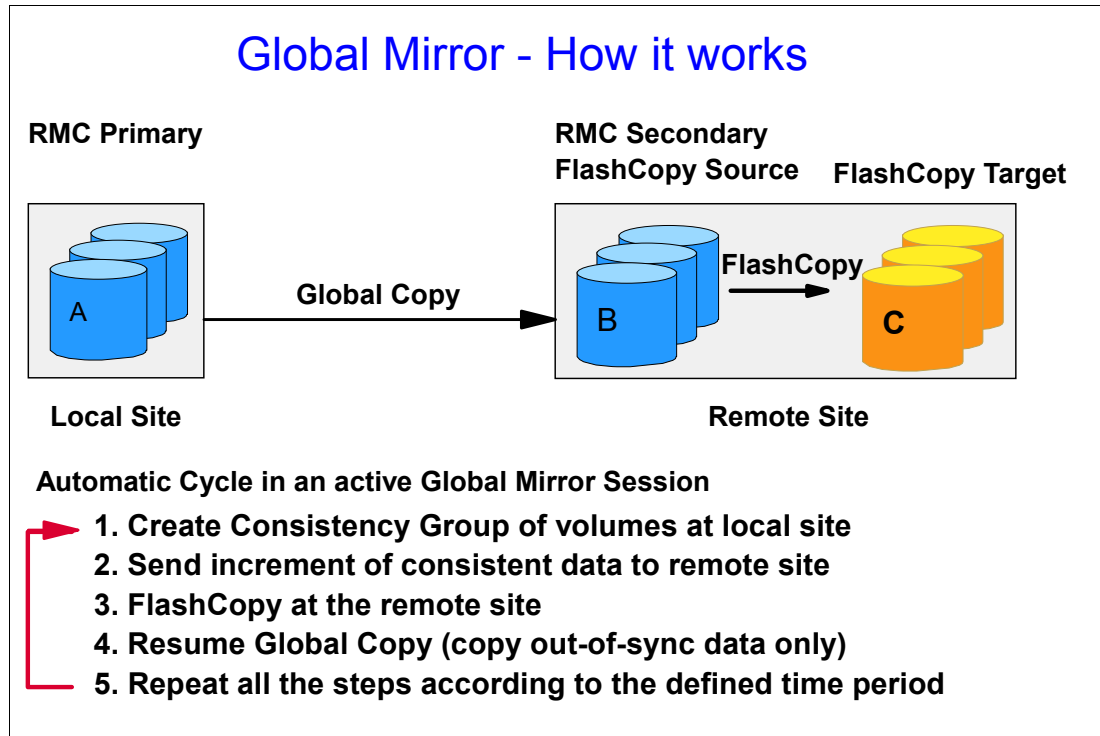 Global Mirror - How it works
RMC Primary
RMC Secondary
FlashCopy Source
FlashCopy Target
A
Global Copy
B
FlashCopy
C
Local Site
Remote Site
Automatic Cycle in an active Global Mirror Session
1. Create Consistency Group of volumes at local site
2. Send increment of consistent data to remote site
3. FlashCopy at the remote site
4. Resume Global Copy (copy out-of-sync data only)
5. Repeat all the steps according to the defined time period